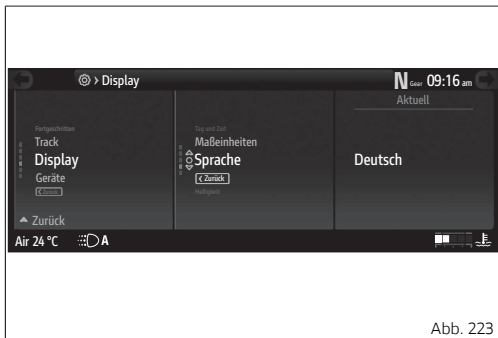 > Display
N Gear 09:16 am
Fortgeschritten
Track
Display
Geräte
< Zurück
Zurück
Tag und Zeit
Maßeinheiten
Sprache
< Zurück
Helligkeit
Aktuell
Deutsch
Air 24 °C
A
Abb. 223